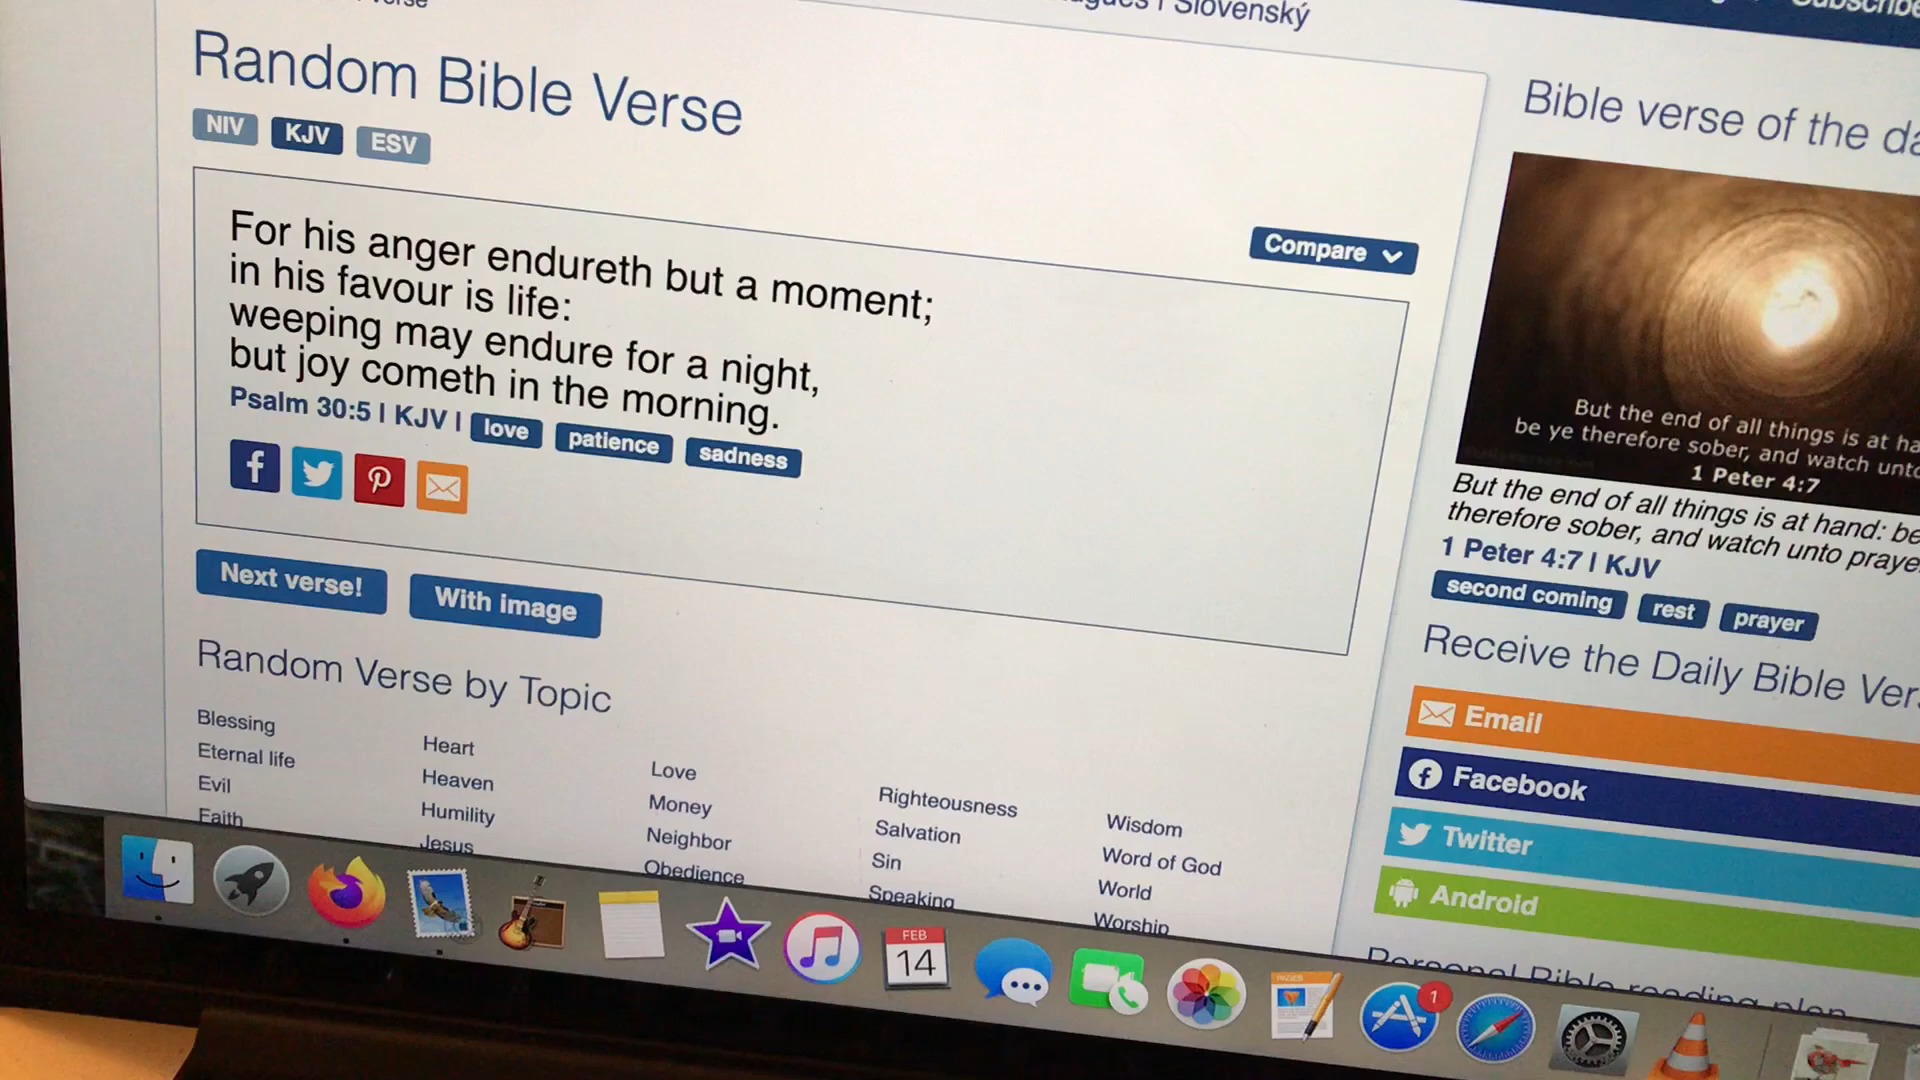 Slovenský
Random Bible Verse
NIV KJV ESV
Compare
For his anger endureth but a moment;
in his favour is life:
weeping may endure for a night,
but joy cometh in the morning.
Psalm 30:5 | KJV | love patience sadness
Next verse! With image
Random Verse by Topic
Blessing
Eternal life
Evil
Faith
Heart
Heaven
Humility
Jesus
Love
Money
Neighbor
Obedience
Righteousness
Salvation
Sin
Speaking
Wisdom
Word of God
World
Worship
Bible verse of the
But the end of all things is at
be ye therefore sober, and watch
1 Peter 4:7
But the end of all things is at hand:
therefore sober, and watch unto
1 Peter 4:7 | KJV
second coming rest prayer
Receive the Daily Bible
Email
Facebook
Twitter
Android
Personal Bible reading plan
FEB
14
PAGES
1